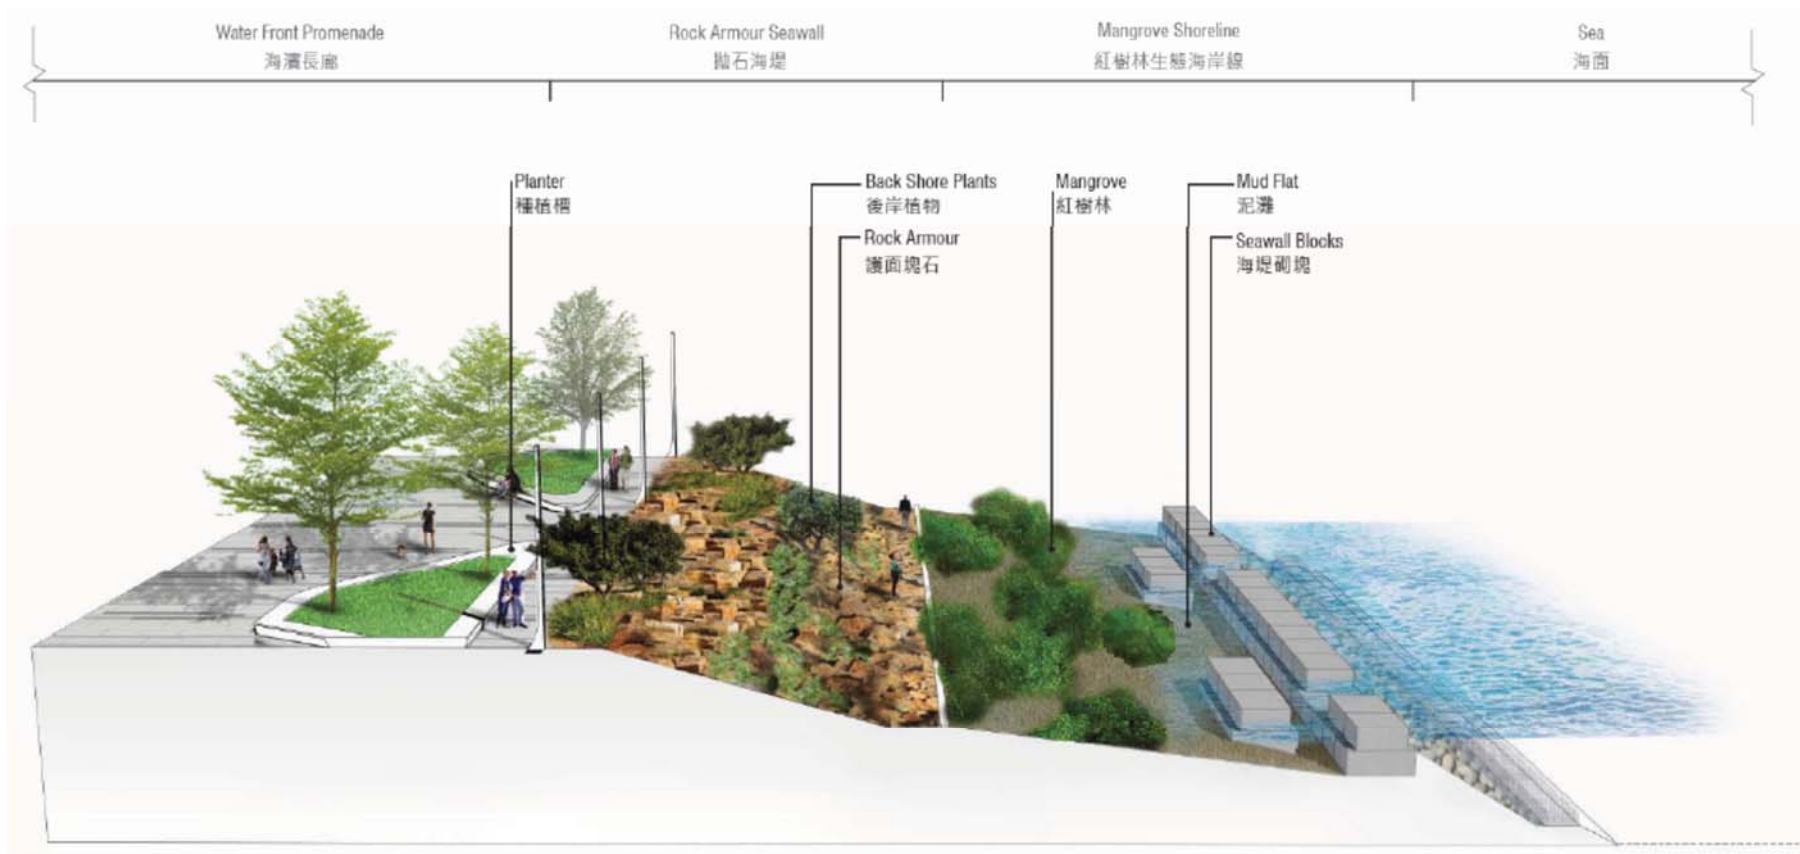 Water Front Promenade
海濱長廊
Rock Armour Seawall
拋石海堤
Mangrove Shoreline
紅樹林生態海岸線
Sea
海面
Planter
種植槽
Back Shore Plants
後岸植物
Rock Armour
護面塊石
Mangrove
紅樹林
Mud Flat
泥灘
Seawall Blocks
海堤砌塊